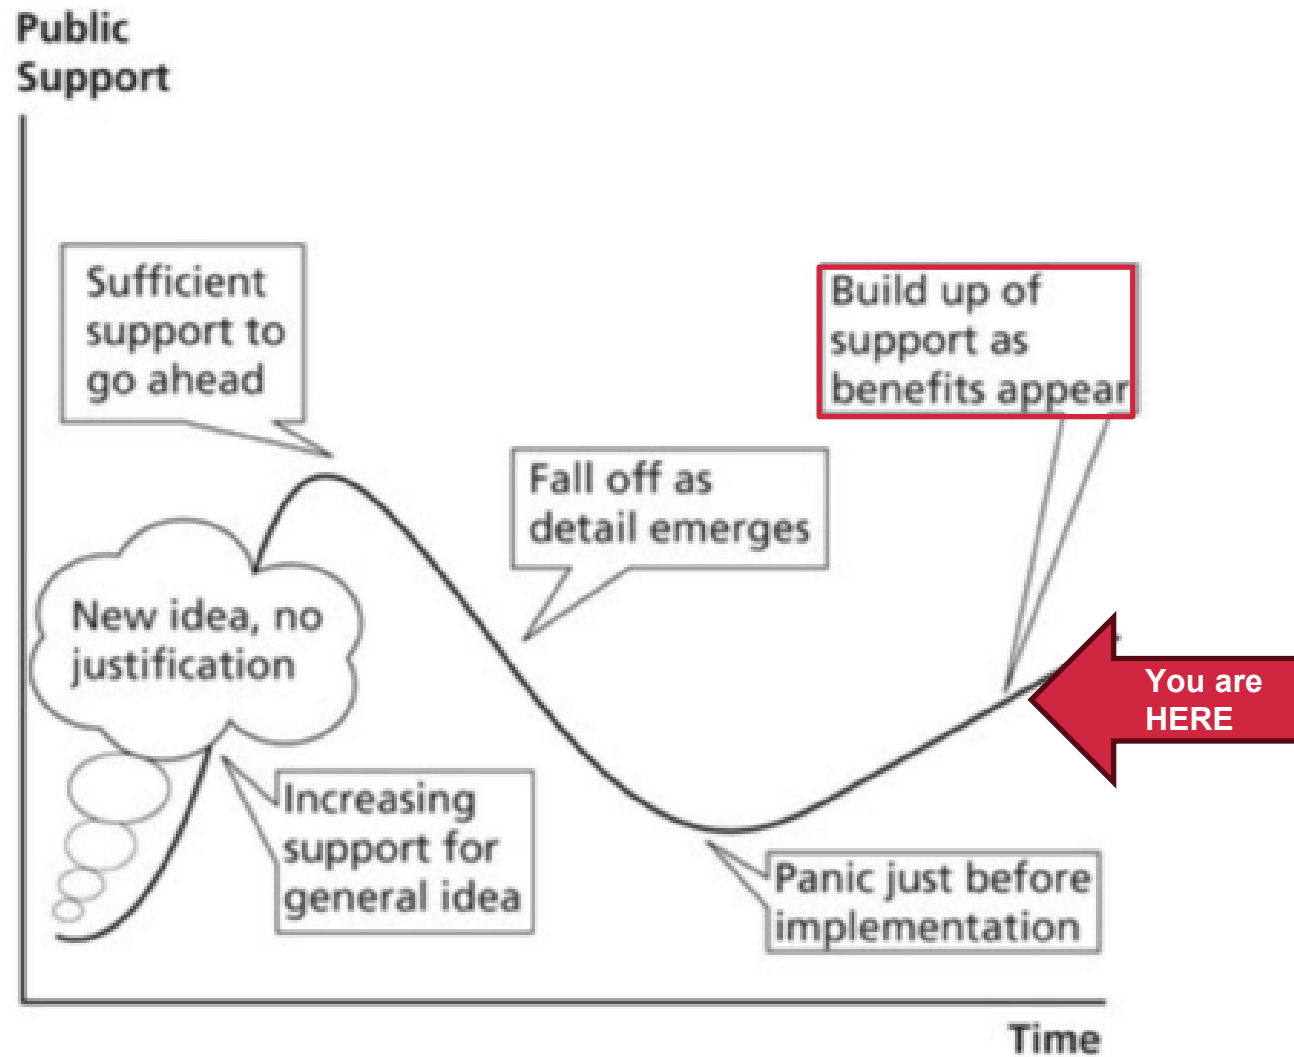 Public
Support
Sufficient
support to
go ahead
Build up of
support as
benefits appear
Fall off as
detail emerges
New idea, no
justification
You are
HERE
Increasing
support for
general idea
Panic just before
implementation
Time